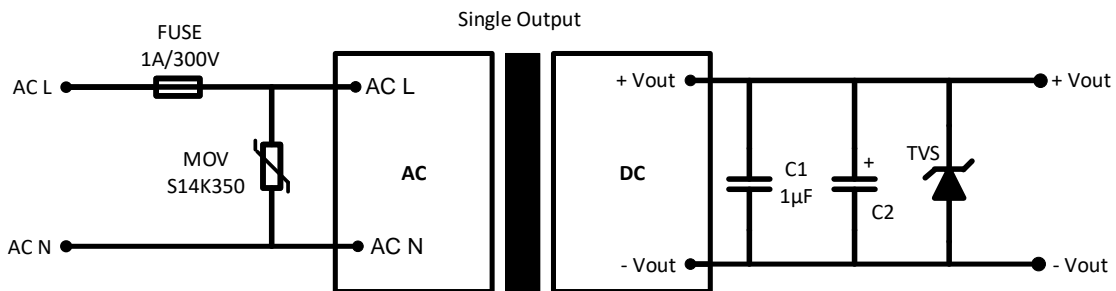 Single Output
FUSE
1A/300V
AC L
AC L
+ Vout
+ Vout
MOV
S14K350
AC
DC
C1
1µF
+
C2
TVS
AC N
AC N
- Vout
- Vout